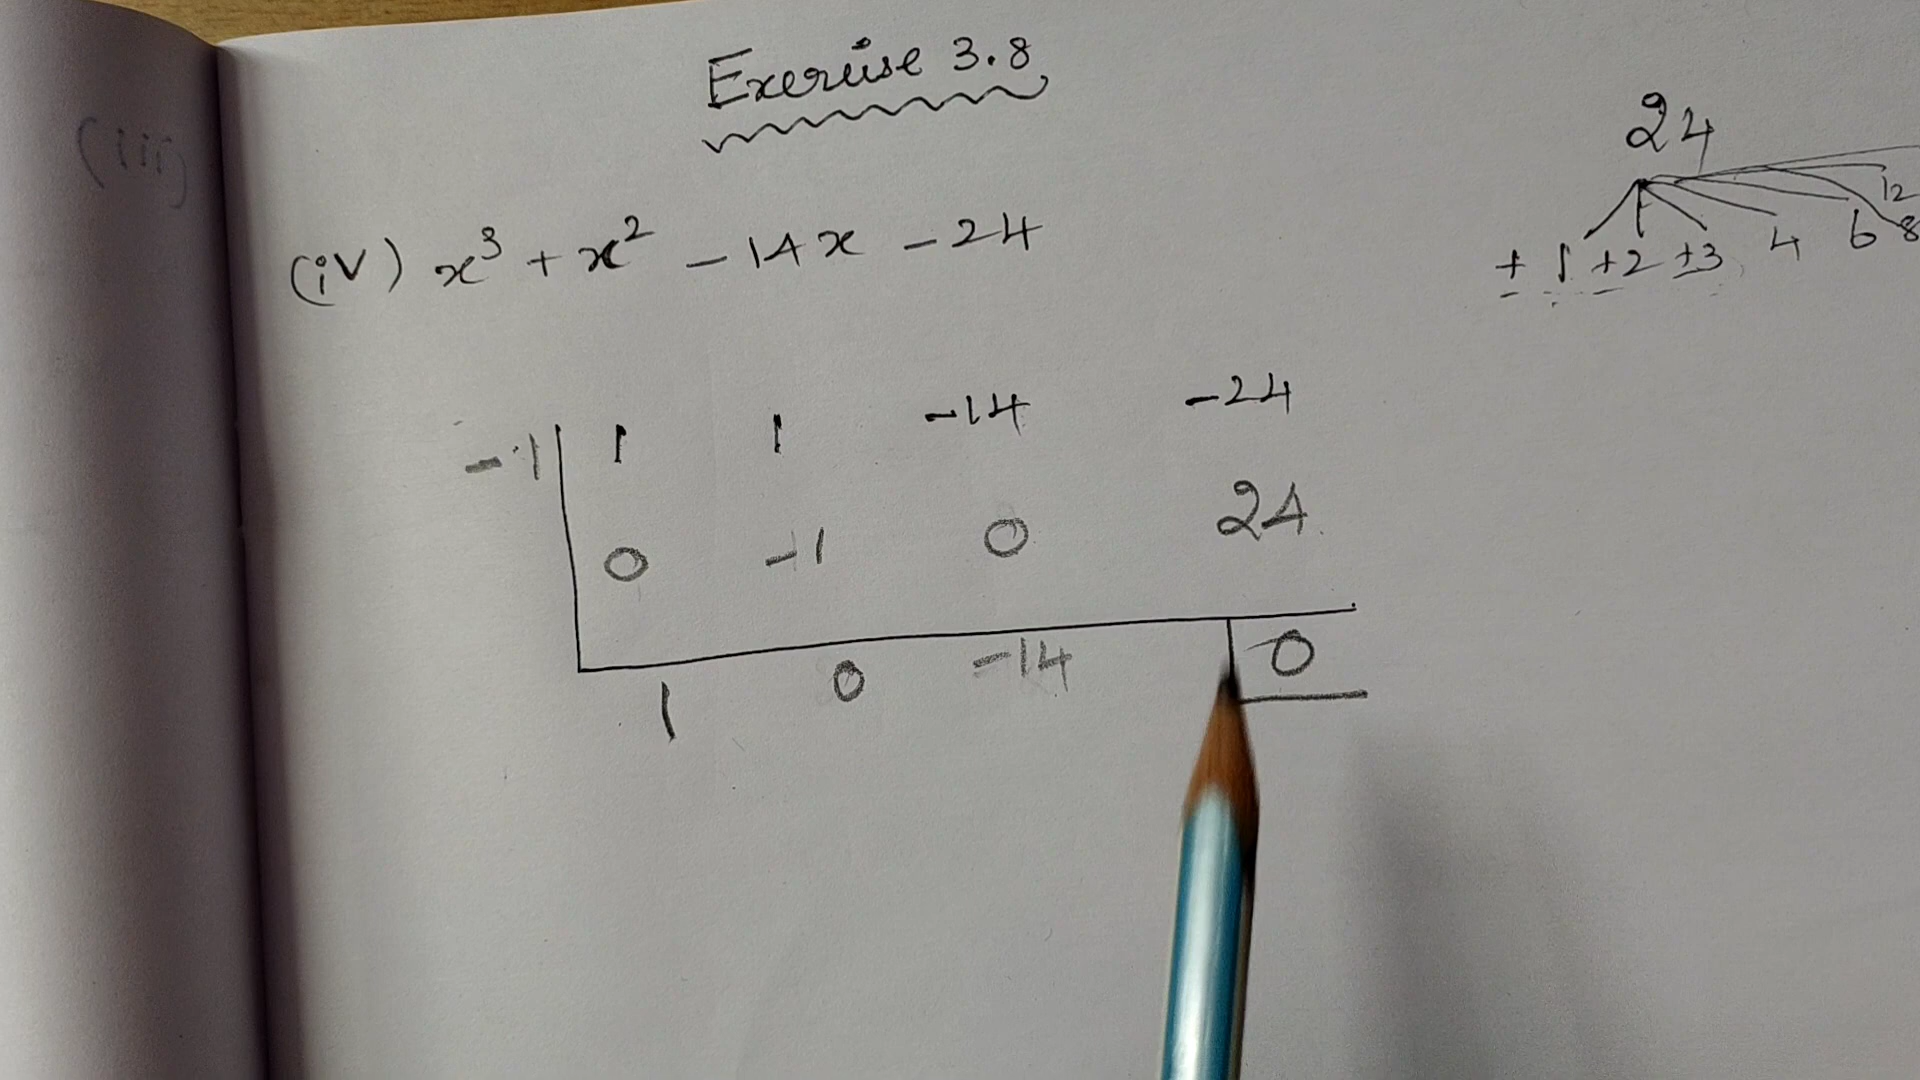 Exercise 3.8
24
± 1 ±2 ±3, 4 6 8 12
(iii)
(iv) x³ + x² - 14x - 24
-1 1 1 -14 -24
0 -1 0 24
1 0 -14 0